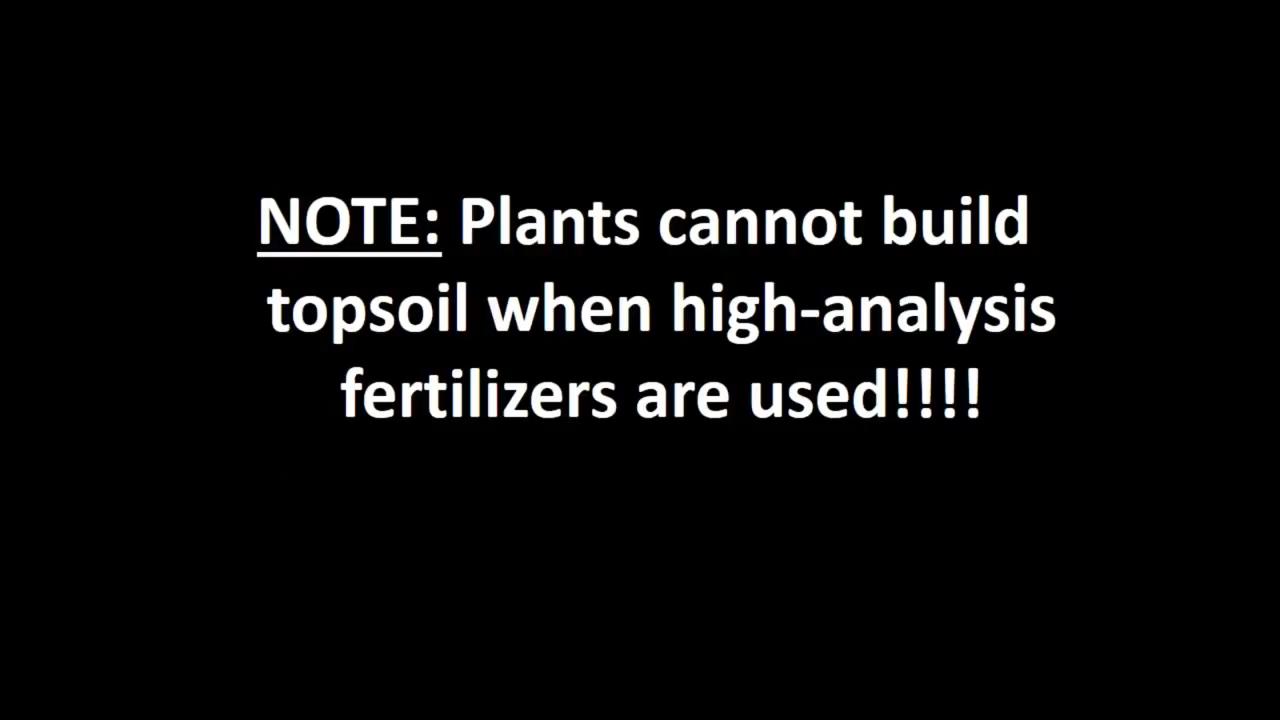 NOTE: Plants cannot build
topsoil when high-analysis
fertilizers are used!!!!